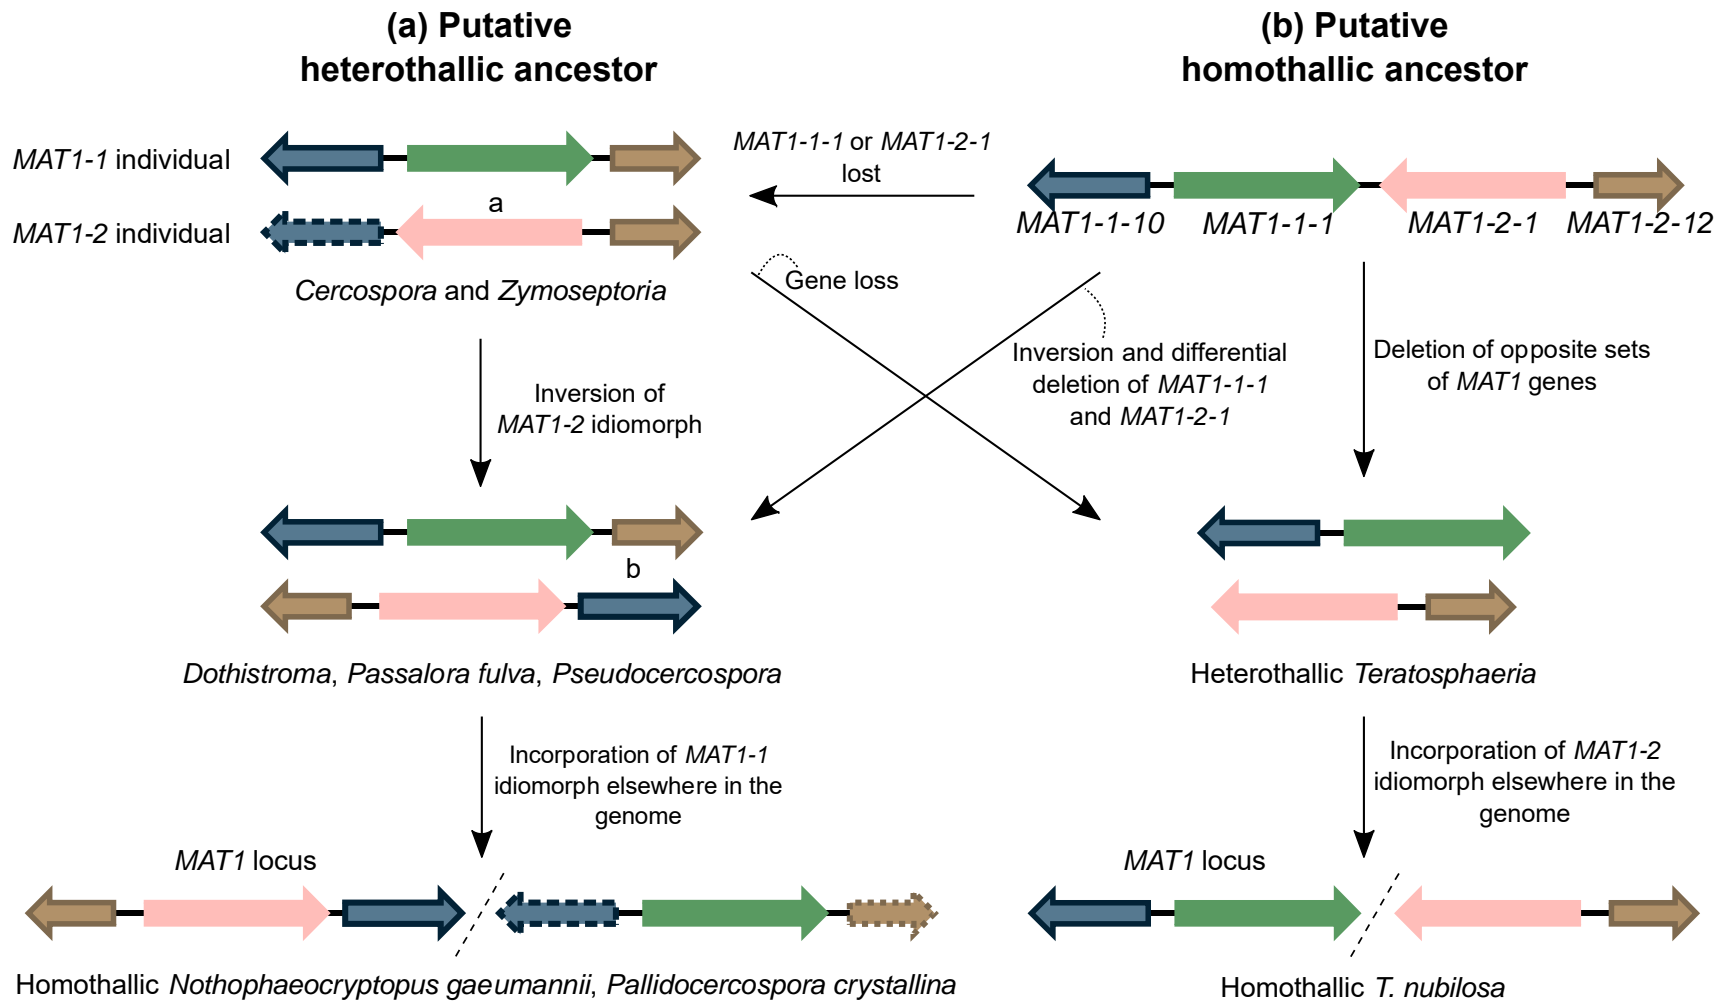 (a) Putative
heterothallic ancestor
(b) Putative
homothallic ancestor
MAT1-1 individual
MAT1-2 individual
a
Cercospora and Zymoseptoria
MAT1-1-1 or MAT1-2-1
lost
MAT1-1-10
MAT1-1-1
MAT1-2-1
MAT1-2-12
Gene loss
Inversion and differential
deletion of MAT1-1-1
and MAT1-2-1
Deletion of opposite sets
of MAT1 genes
Inversion of
MAT1-2 idiomorph
b
Dothistroma, Passalora fulva, Pseudocercospora
Heterothallic Teratosphaeria
Incorporation of MAT1-1
idiomorph elsewhere in the
genome
Incorporation of MAT1-2
idiomorph elsewhere in the
genome
MAT1 locus
MAT1 locus
Homothallic Nothophaeocryptopus gaeumannii, Pallidocercospora crystallina
Homothallic T. nubilosa